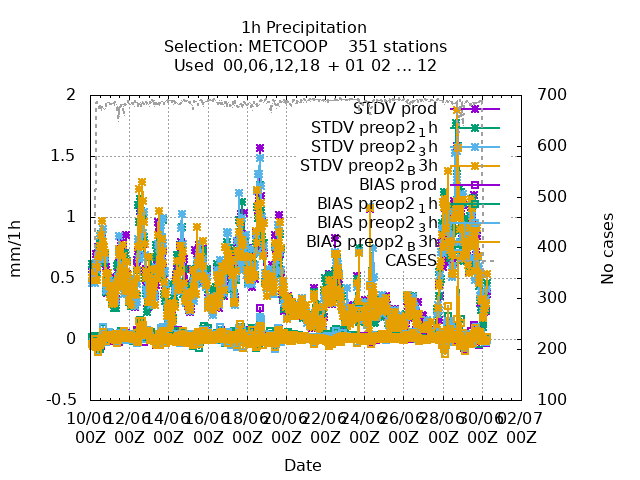 1h Precipitation
Selection: METCOOP 351 stations
Used 00,06,12,18 + 01 02 ... 12
2
1.5
1
0.5
0
-0.5
700
600
500
400
300
200
100
mm/1h
No cases
STDV prod
STDV preop2_1h
STDV preop2_3h
STDV preop2_B3h
BIAS prod
BIAS preop2_1h
BIAS preop2_3h
BIAS preop2_B3h
CASES
10/06 12/06 14/06 16/06 18/06 20/06 22/06 24/06 26/06 28/06 30/06 02/07
00Z 00Z 00Z 00Z 00Z 00Z 00Z 00Z 00Z 00Z 00Z 00Z
Date